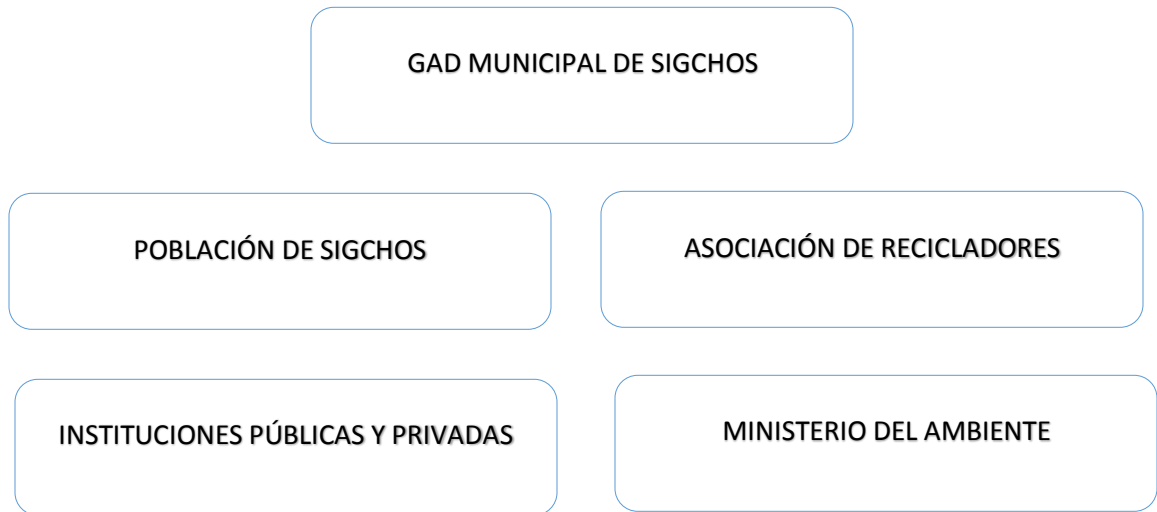 GAD MUNICIPAL DE SIGCHOS
POBLACIÓN DE SIGCHOS
ASOCIACIÓN DE RECICLADORES
INSTITUCIONES PÚBLICAS Y PRIVADAS
MINISTERIO DEL AMBIENTE